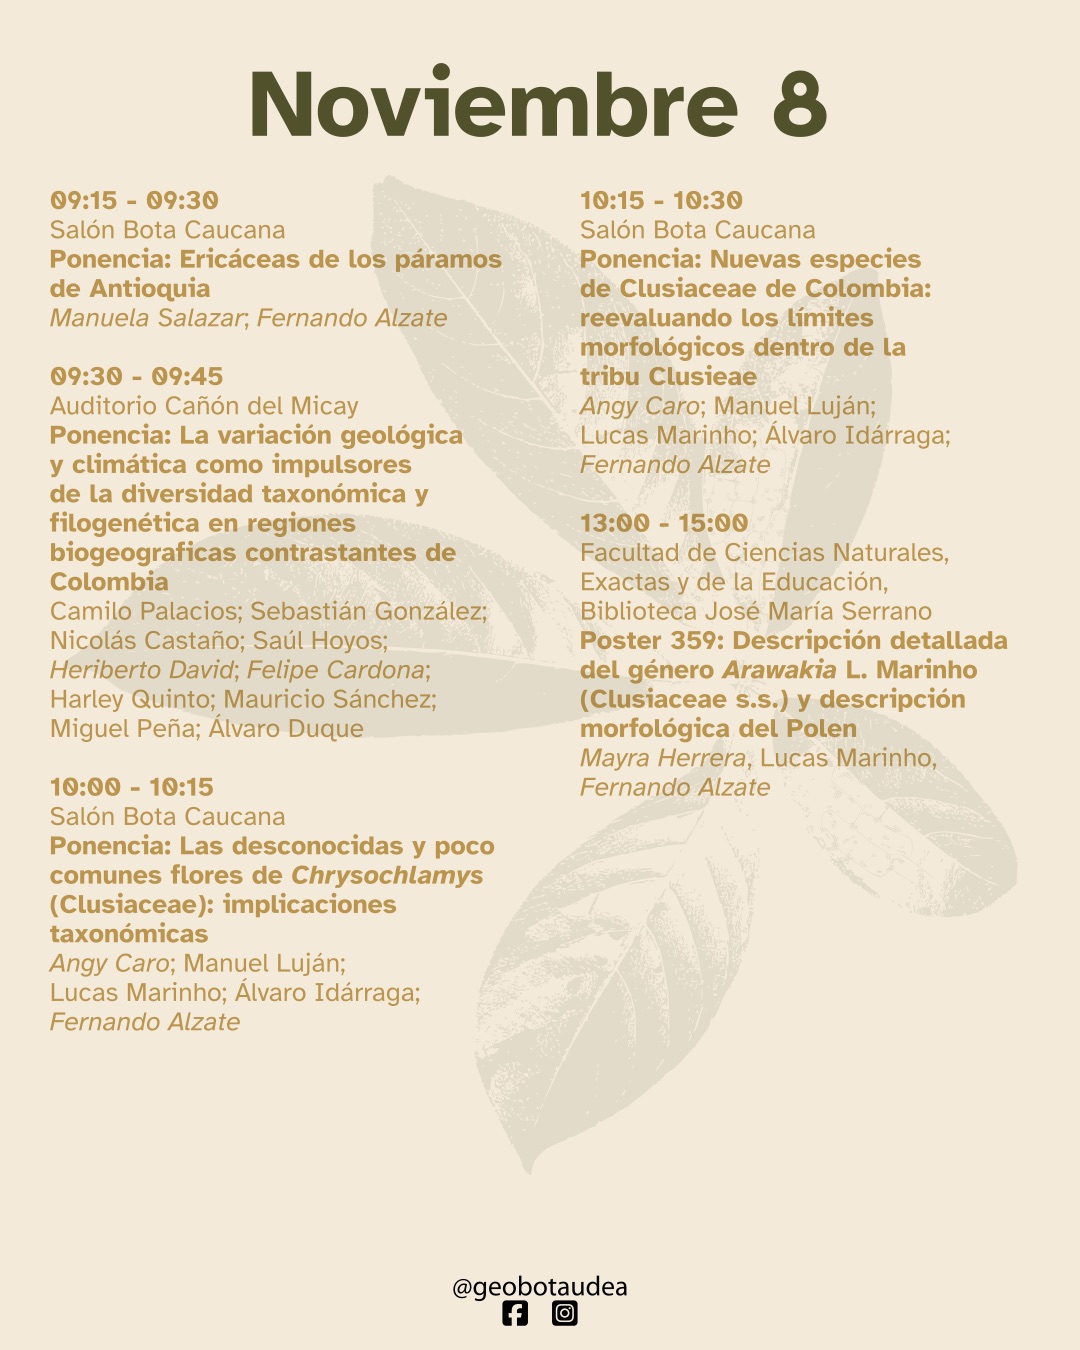 Noviembre 8
09:15 - 09:30
Salón Bota Caucana
Ponencia: Ericáceas de los páramos
de Antioquia
Manuela Salazar; Fernando Alzate
09:30 - 09:45
Auditorio Cañón del Micay
Ponencia: La variación geológica
y climática como impulsores
de la diversidad taxonómica y
filogenética en regiones
biogeograficas contrastantes de
Colombia
Camilo Palacios; Sebastián González;
Nicolás Castaño; Saúl Hoyos;
Heriberto David; Felipe Cardona;
Harley Quinto; Mauricio Sánchez;
Miguel Peña; Álvaro Duque
10:00 - 10:15
Salón Bota Caucana
Ponencia: Las desconocidas y poco
comunes flores de Chrysochlamys
(Clusiaceae): implicaciones
taxonómicas
Angy Caro; Manuel Luján;
Lucas Marinho; Álvaro Idárraga;
Fernando Alzate
10:15 - 10:30
Salón Bota Caucana
Ponencia: Nuevas especies
de Clusiaceae de Colombia:
reevaluando los límites
morfológicos dentro de la
tribu Clusieae
Angy Caro; Manuel Luján;
Lucas Marinho; Álvaro Idárraga;
Fernando Alzate
13:00 - 15:00
Facultad de Ciencias Naturales,
Exactas y de la Educación,
Biblioteca José María Serrano
Poster 359: Descripción detallada
del género Arawakia L. Marinho
(Clusiaceae s.s.) y descripción
morfológica del Polen
Mayra Herrera, Lucas Marinho,
Fernando Alzate
@geobotaudea